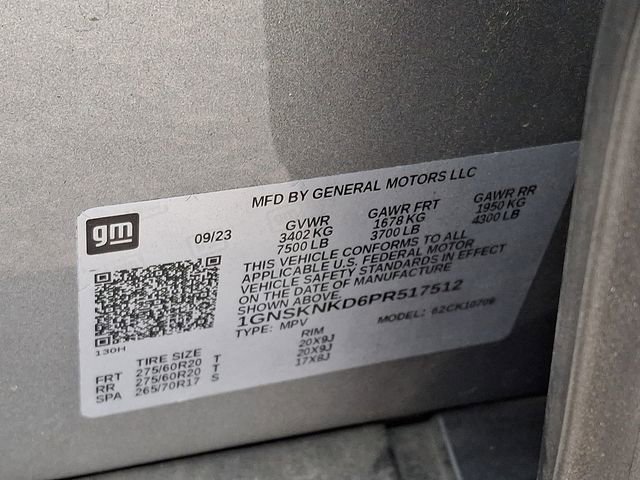 MFD BY GENERAL MOTORS LLC
gm
09/23
GVWR GAWR FRT GAWR RR
3402 KG 1678 KG 1950 KG
7500 LB 3700 LB 4300 LB
THIS VEHICLE CONFORMS TO ALL
APPLICABLE U.S. FEDERAL MOTOR
VEHICLE SAFETY STANDARDS IN EFFECT
ON THE DATE OF MANUFACTURE
SHOWN ABOVE.
1GNSKNKD6PR517512
TYPE: MPV MODEL: 62CK10706
130H
TIRE SIZE RIM
FRT 275/60R20 T 20X9J
RR 275/60R20 T 20X9J
SPA 265/70R17 S 17X8J